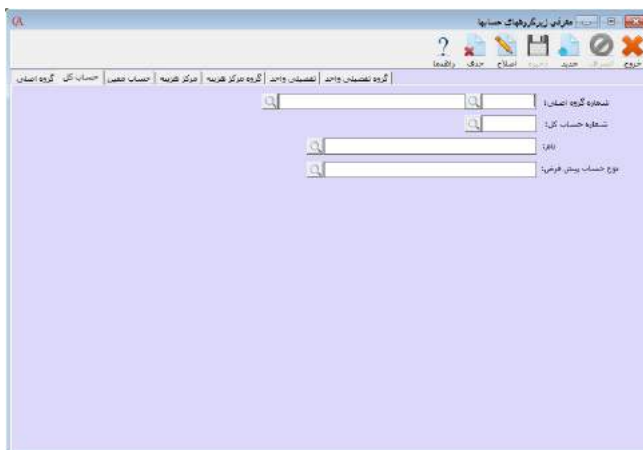 معرفی زیرگروههای حسابها
خروج انصراف جدید ذخیره اصلاح حذف راهنما
گروه اصلی حساب کل حساب معین مرکز هزینه گروه مرکز هزینه تفصیلی واحد گروه تفصیلی واحد
شماره گروه اصلی:
شماره حساب کل:
نام:
نوع حساب پیش فرض: